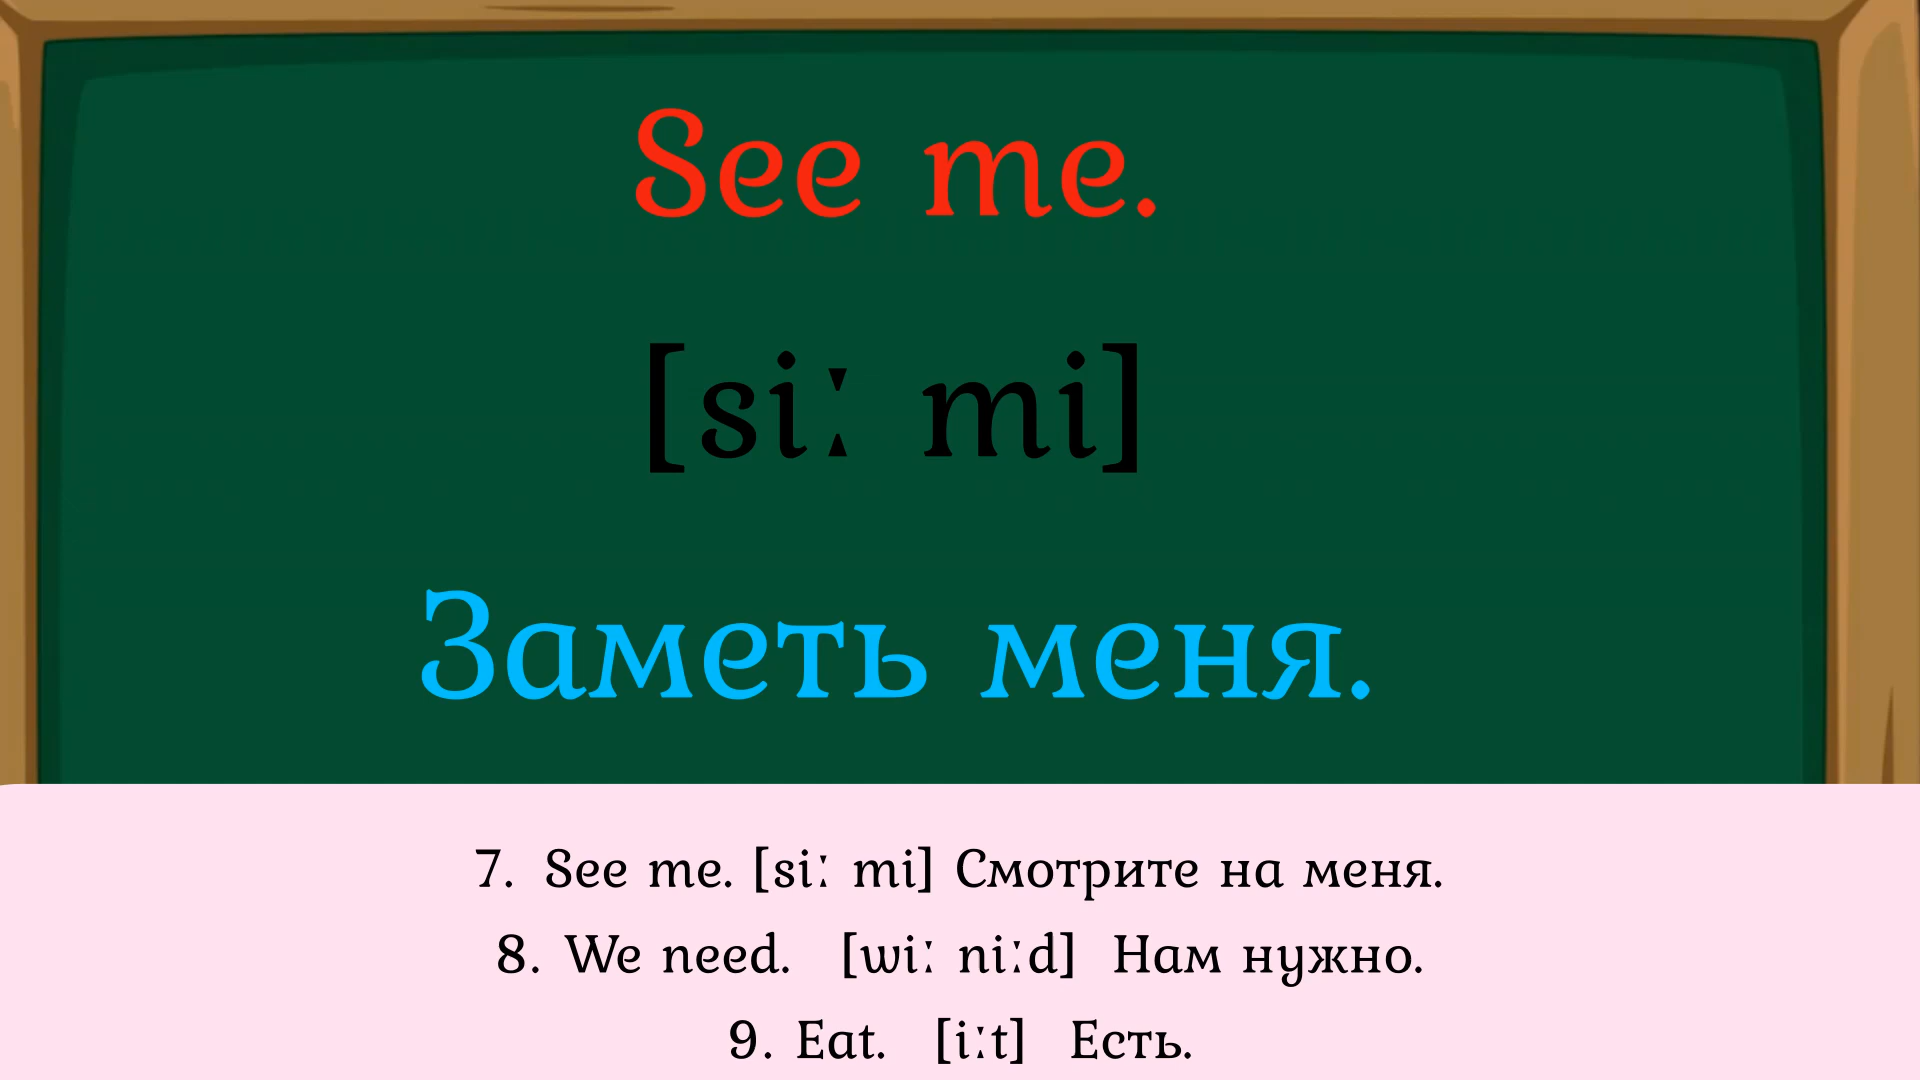 See me.
[siː mi]
Заметь меня.
7. See me. [siː mi] Смотрите на меня.
8. We need. [wiː niːd] Нам нужно.
9. Eat. [iːt] Есть.